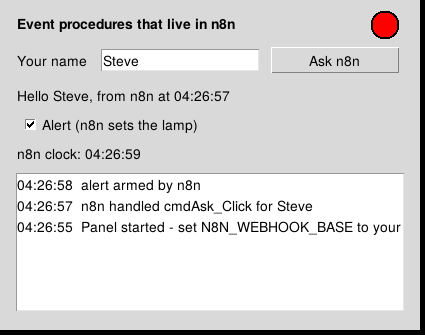 Event procedures that live in n8n
Your name Steve Ask n8n
Hello Steve, from n8n at 04:26:57
Alert (n8n sets the lamp)
n8n clock: 04:26:59
04:26:58 alert armed by n8n
04:26:57 n8n handled cmdAsk_Click for Steve
04:26:55 Panel started - set N8N_WEBHOOK_BASE to your